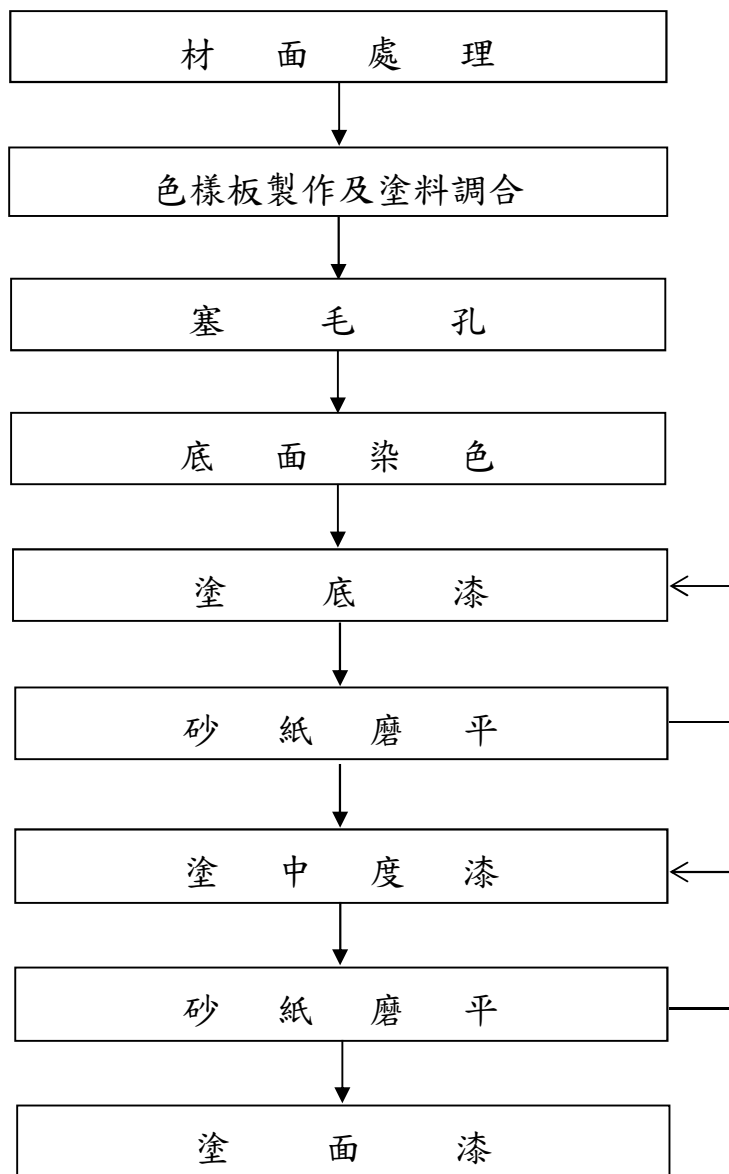 材面處理
色樣板製作及塗料調合
塞毛孔
底面染色
塗底漆
砂紙磨平
塗中度漆
砂紙磨平
塗面漆